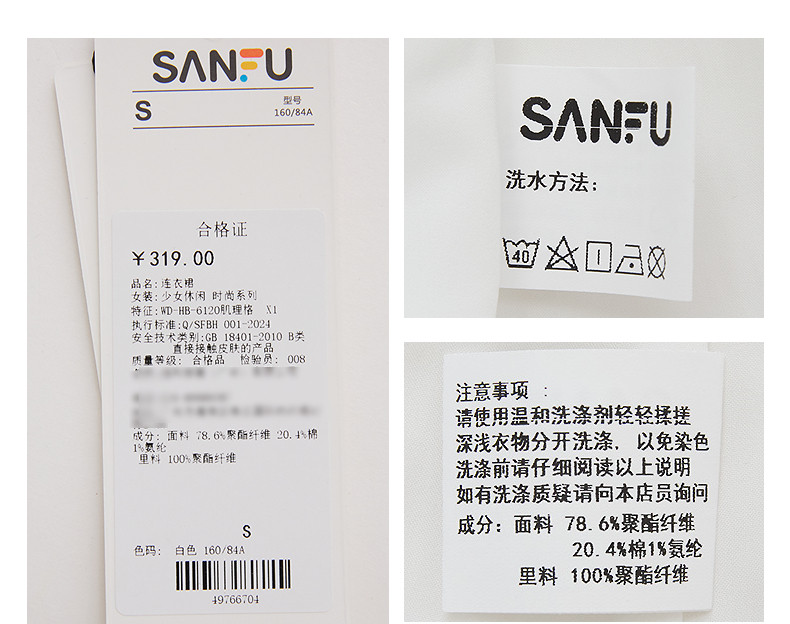 SANFU
S
型号
160/84A
合格证
￥319.00
品名:连衣裙
女装:少女休闲 时尚系列
特征:WD-HB-6120肌理格 X1
执行标准:Q/SFBH 001-2024
安全技术类别:GB 18401-2010 B类
直接接触皮肤的产品
质量等级: 合格品 检验员: 008
成分: 面料 78.6%聚酯纤维 20.4%棉
1%氨纶
里料 100%聚酯纤维
S
色码: 白色 160/84A
49766704
SANFU
洗水方法:
40
注意事项 :
请使用温和洗涤剂轻轻揉搓
深浅衣物分开洗涤, 以免染色
洗涤前请仔细阅读以上说明
如有洗涤质疑请向本店员询问
成分: 面料 78.6%聚酯纤维
20.4%棉1%氨纶
里料 100%聚酯纤维